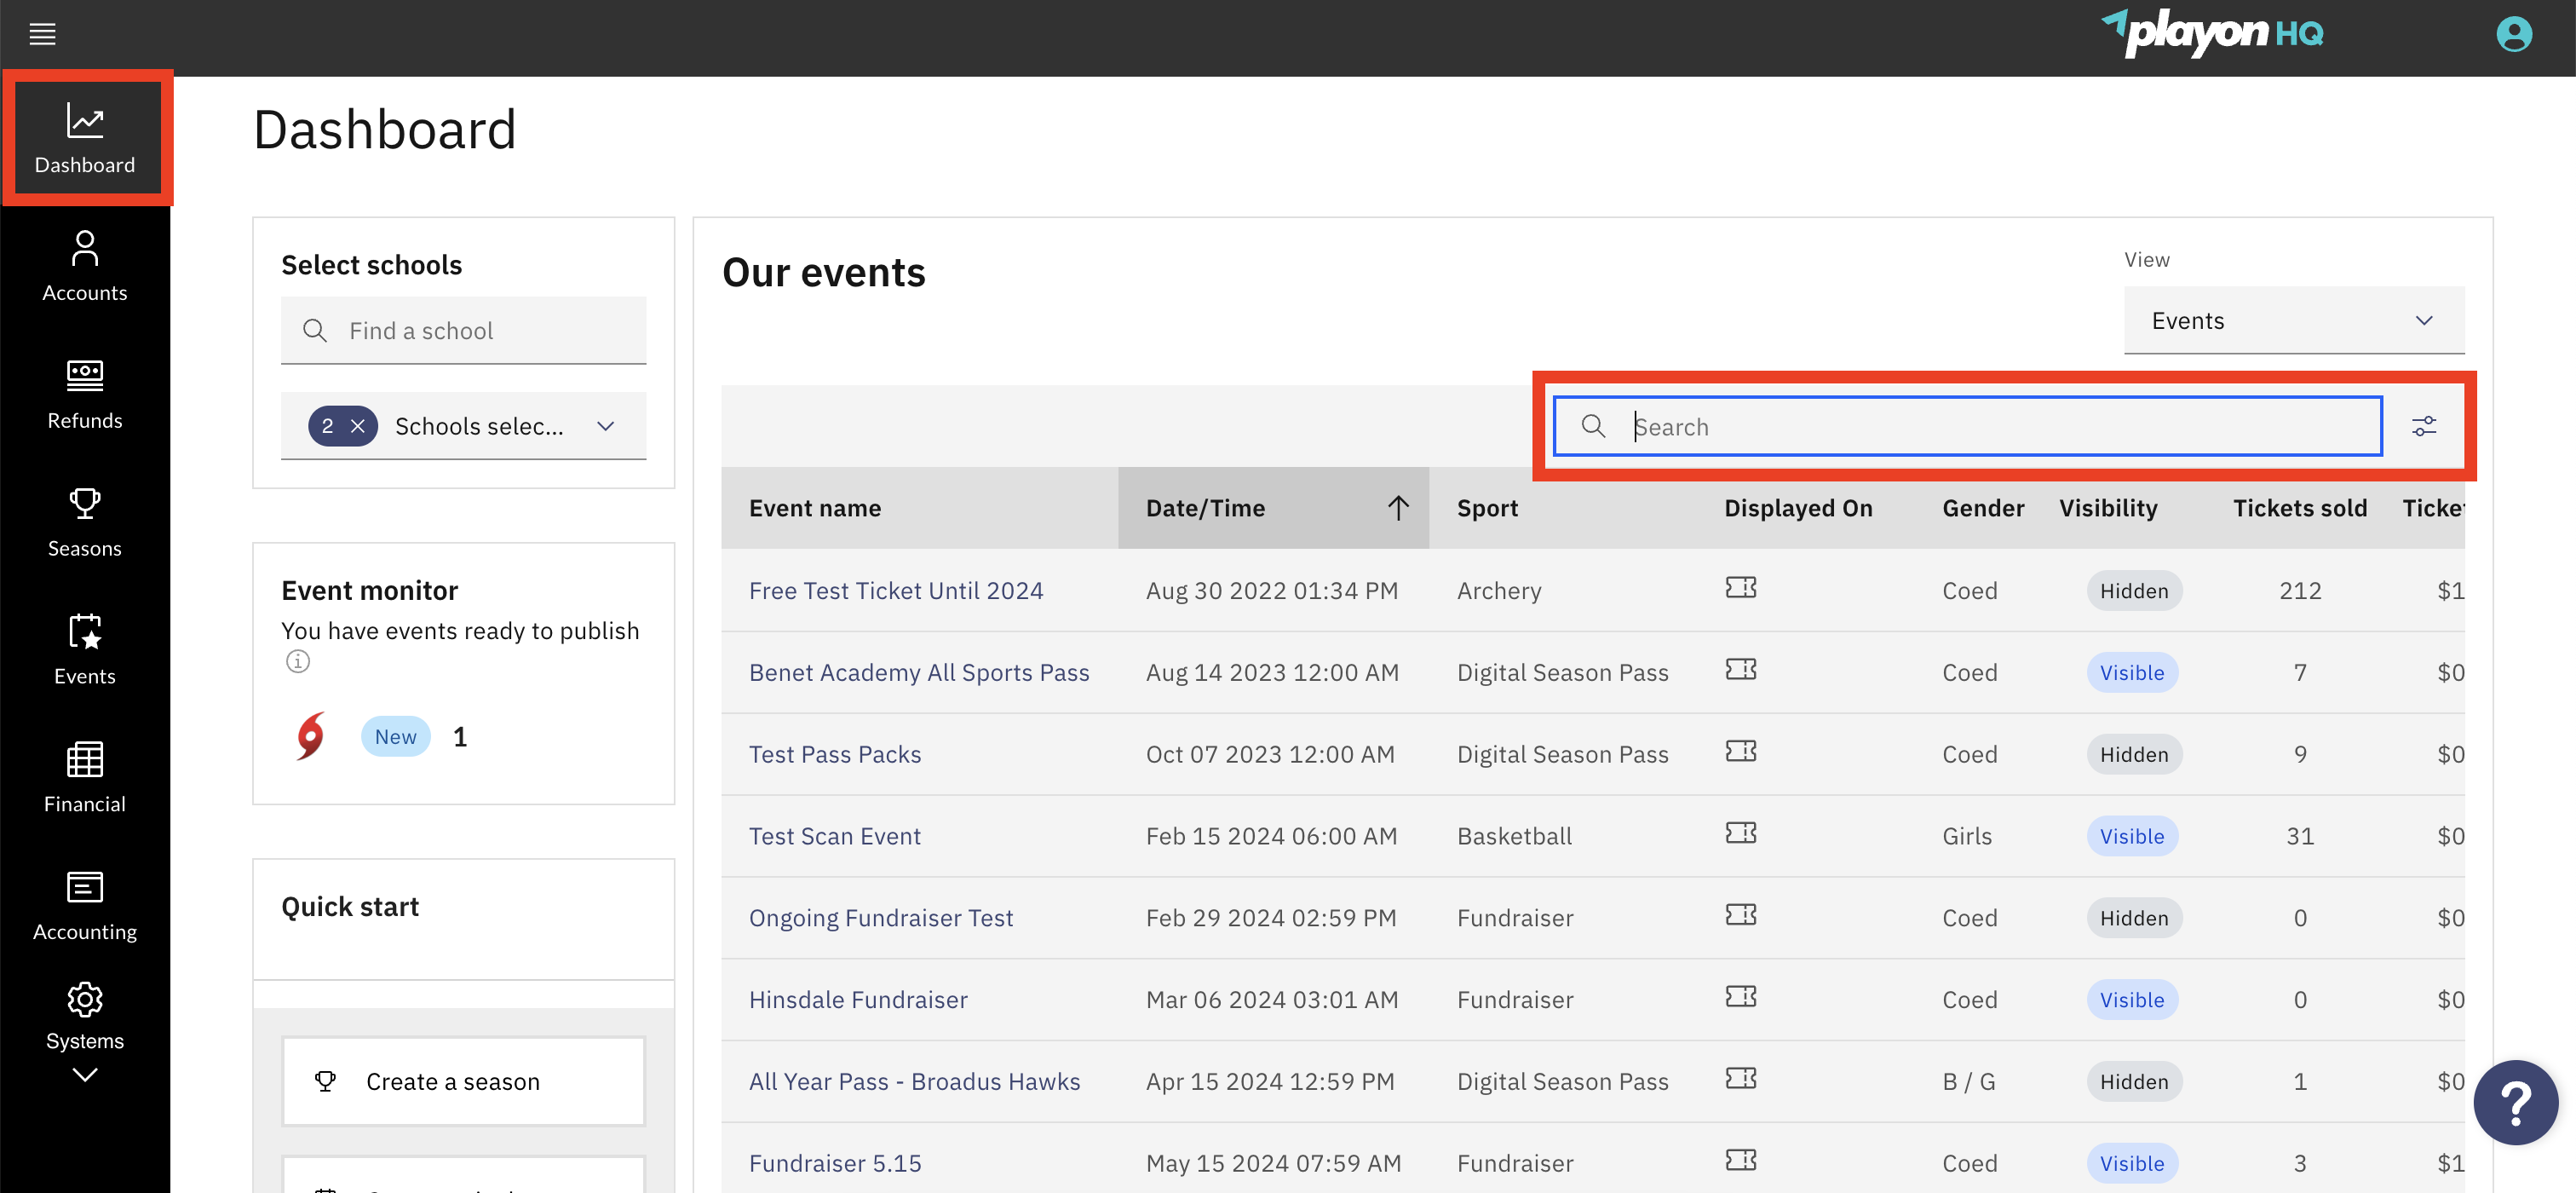 playon HQ
Dashboard
Accounts
Refunds
Seasons
Events
Financial
Accounting
Systems
Dashboard
Select schools
Find a school
2 Schools selec...
Event monitor
You have events ready to publish
New 1
Quick start
Create a season
Our events
View
Events
Search
Event name Date/Time Sport Displayed On Gender Visibility Tickets sold
Free Test Ticket Until 2024 Aug 30 2022 01:34 PM Archery Coed Hidden 212 $1
Benet Academy All Sports Pass Aug 14 2023 12:00 AM Digital Season Pass Coed Visible 7 $0
Test Pass Packs Oct 07 2023 12:00 AM Digital Season Pass Coed Hidden 9 $0
Test Scan Event Feb 15 2024 06:00 AM Basketball Girls Visible 31 $0
Ongoing Fundraiser Test Feb 29 2024 02:59 PM Fundraiser Coed Hidden 0 $0
Hinsdale Fundraiser Mar 06 2024 03:01 AM Fundraiser Coed Visible 0 $0
All Year Pass - Broadus Hawks Apr 15 2024 12:59 PM Digital Season Pass B / G Hidden 1 $0
Fundraiser 5.15 May 15 2024 07:59 AM Fundraiser Coed Visible 3 $1
?